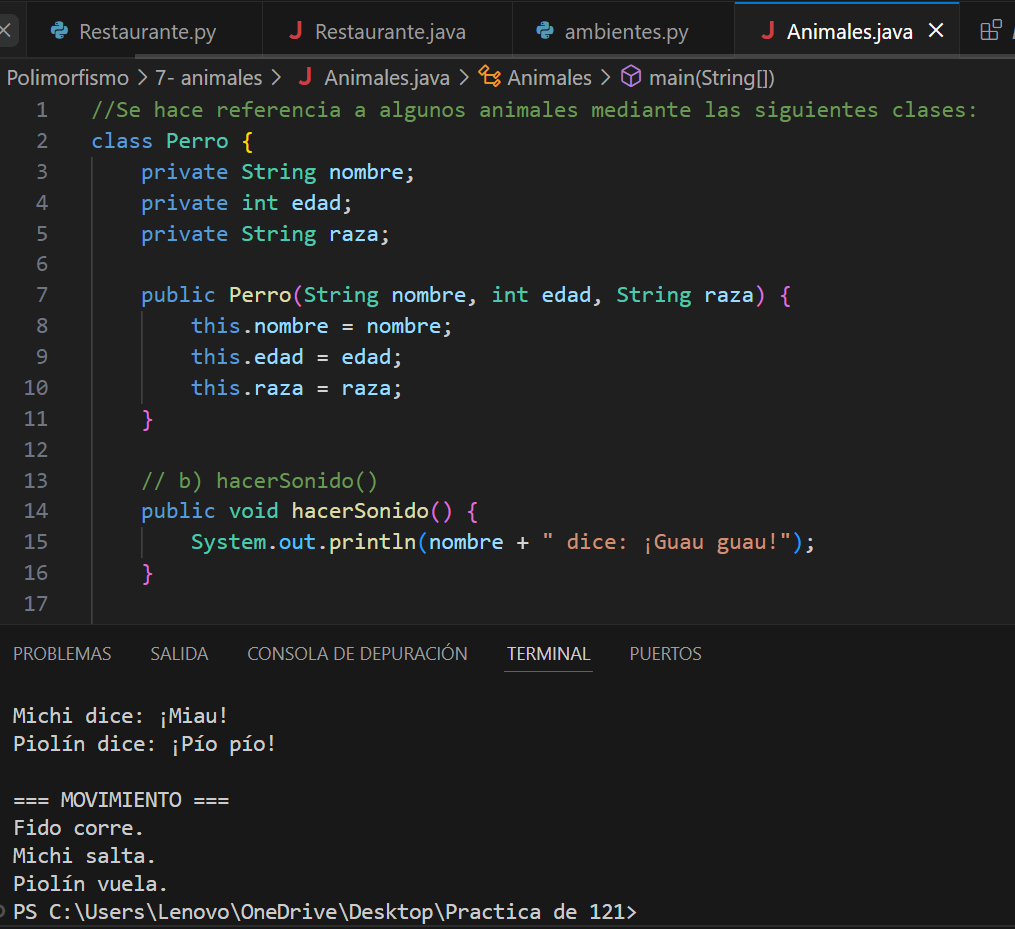 Restaurante.py Restaurante.java ambientes.py Animales.java
Polimorfismo > 7- animales > Animales.java > Animales > main(String[])
1 //Se hace referencia a algunos animales mediante las siguientes clases:
2 class Perro {
3 private String nombre;
4 private int edad;
5 private String raza;
6
7 public Perro(String nombre, int edad, String raza) {
8 this.nombre = nombre;
9 this.edad = edad;
10 this.raza = raza;
11 }
12
13 // b) hacerSonido()
14 public void hacerSonido() {
15 System.out.println(nombre + " dice: ¡Guau guau!");
16 }
17
PROBLEMAS SALIDA CONSOLA DE DEPURACIÓN TERMINAL PUERTOS
Michi dice: ¡Miau!
Piolín dice: ¡Pío pío!
=== MOVIMIENTO ===
Fido corre.
Michi salta.
Piolín vuela.
PS C:\Users\Lenovo\OneDrive\Desktop\Practica de 121>